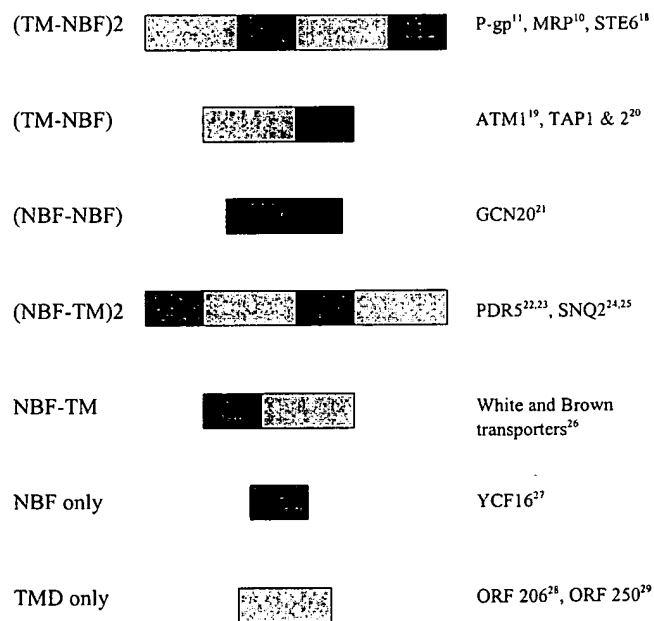 (TM-NBF)2 P-gp¹¹, MRP¹⁰, STE6¹⁸
(TM-NBF) ATM1¹⁹, TAP1 & 2²⁰
(NBF-NBF) GCN20²¹
(NBF-TM)2 PDR5²²,²³, SNQ2²⁴,²⁵
NBF-TM White and Brown
transporters²⁶
NBF only YCF16²⁷
TMD only ORF 206²⁸, ORF 250²⁹